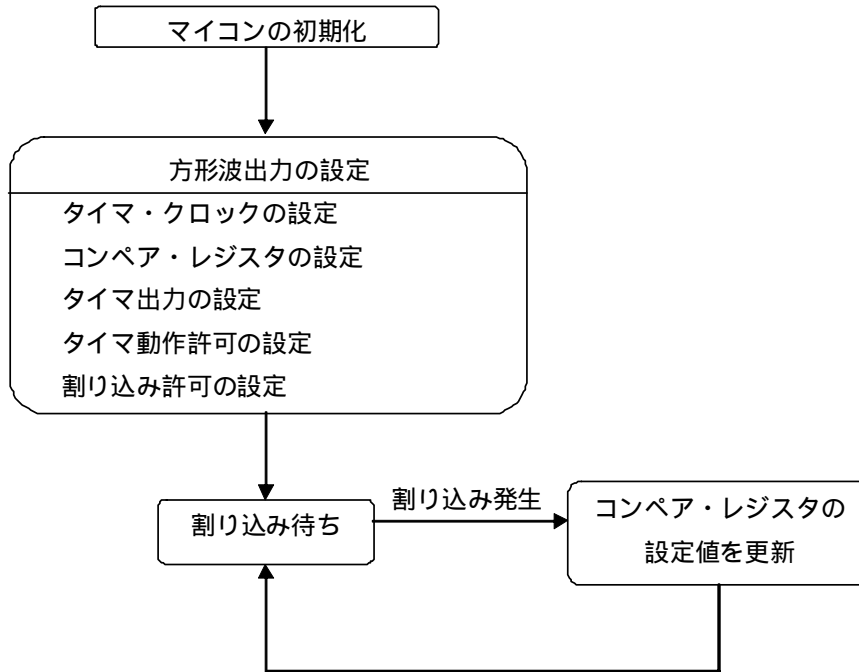 マイコンの初期化
方形波出力の設定
タイマ・クロックの設定
コンペア・レジスタの設定
タイマ出力の設定
タイマ動作許可の設定
割り込み許可の設定
割り込み待ち
割り込み発生
コンペア・レジスタの
設定値を更新